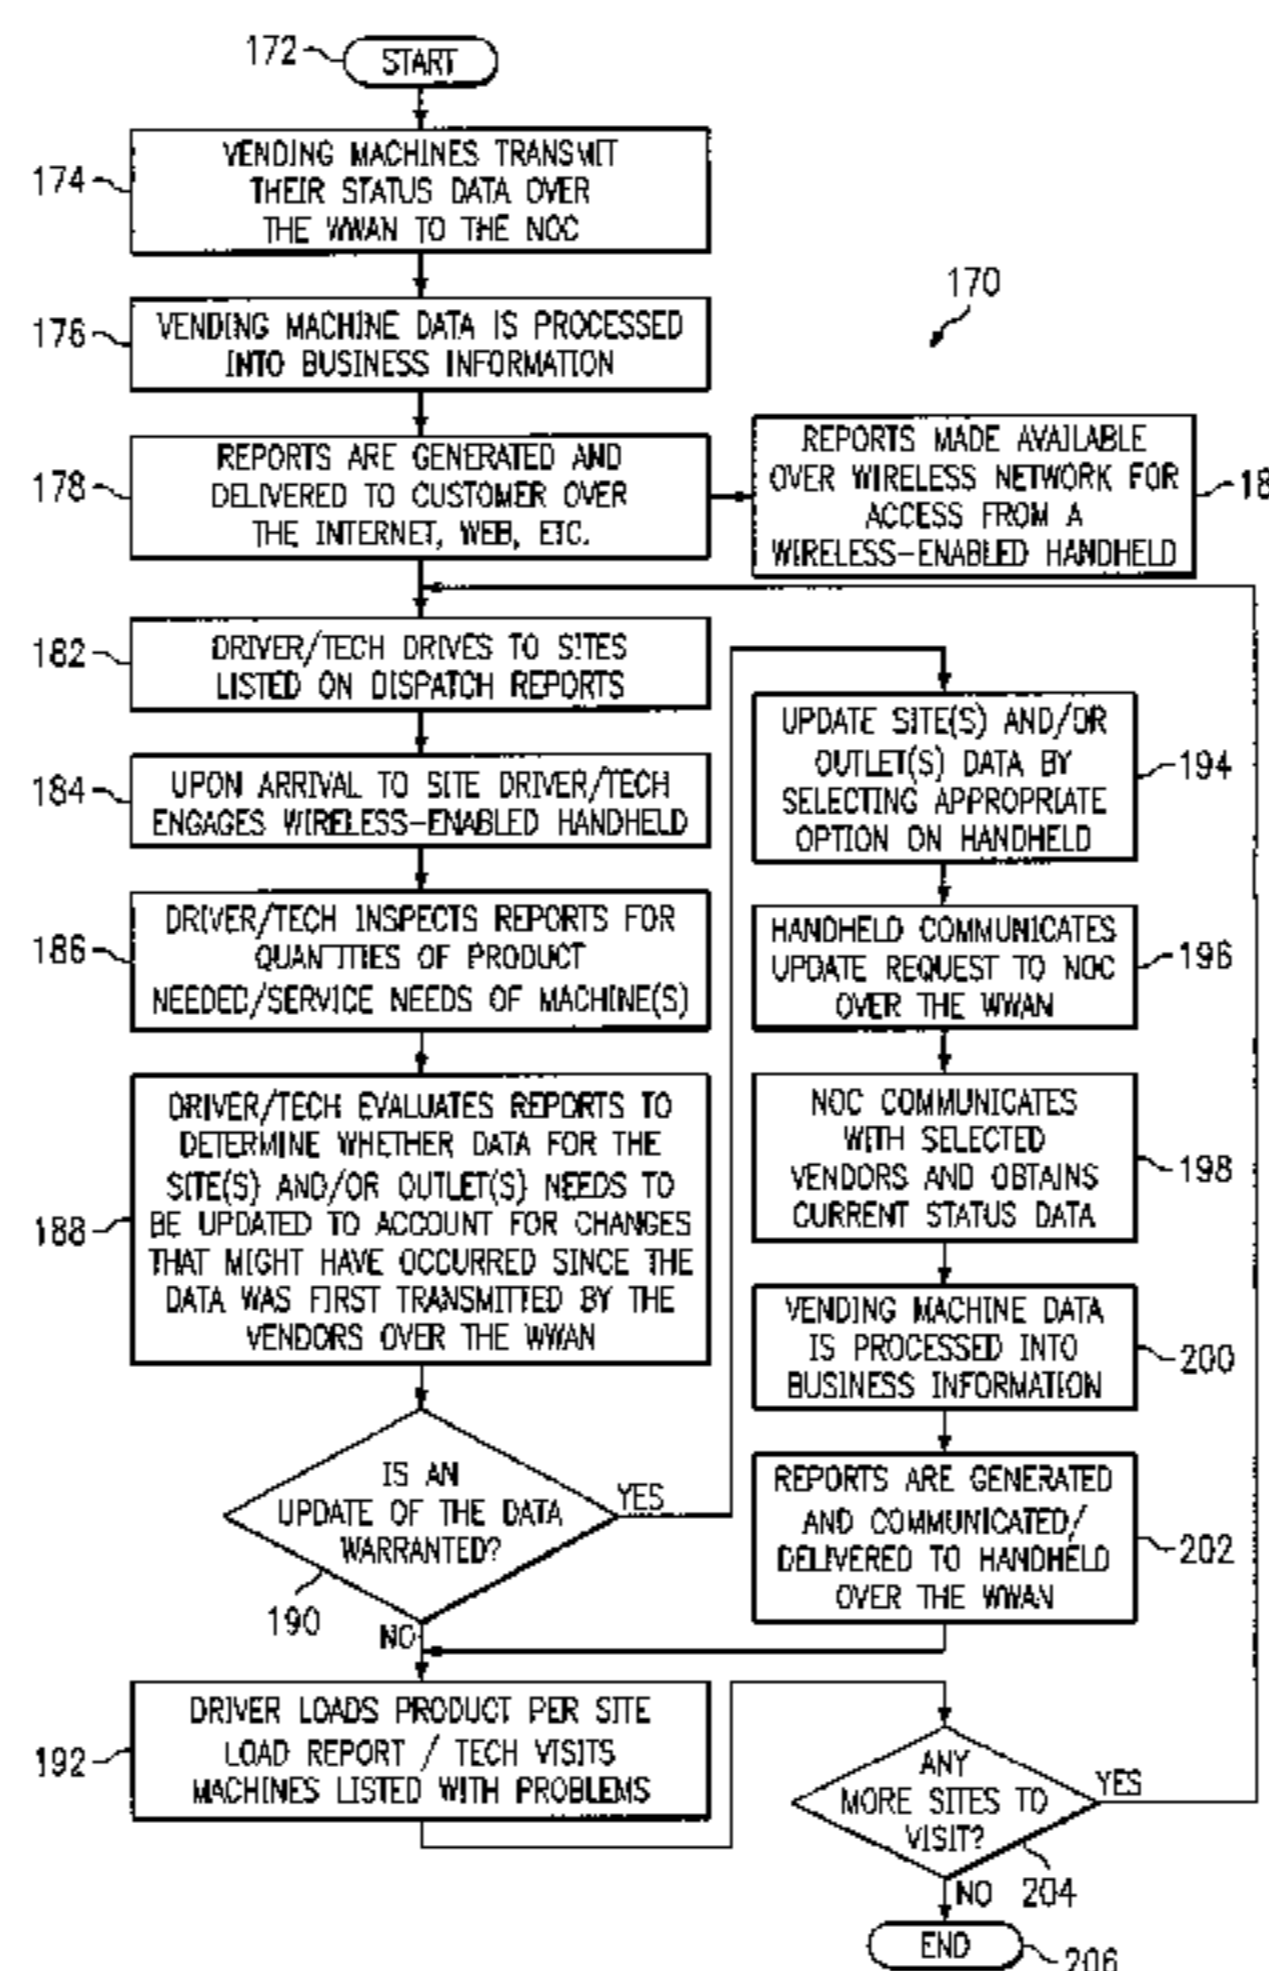 172
START
174
VENDING MACHINES TRANSMIT
THEIR STATUS DATA OVER
THE WWAN TO THE NOC
170
176
VENDING MACHINE DATA IS PROCESSED
INTO BUSINESS INFORMATION
178
REPORTS ARE GENERATED AND
DELIVERED TO CUSTOMER OVER
THE INTERNET, WEB, ETC.
REPORTS MADE AVAILABLE
OVER WIRELESS NETWORK FOR
ACCESS FROM A
WIRELESS-ENABLED HANDHELD
18
182
DRIVER/TECH DRIVES TO SITES
LISTED ON DISPATCH REPORTS
184
UPON ARRIVAL TO SITE DRIVER/TECH
ENGAGES WIRELESS-ENABLED HANDHELD
186
DRIVER/TECH INSPECTS REPORTS FOR
QUANTITIES OF PRODUCT
NEEDED/SERVICE NEEDS OF MACHINE(S)
188
DRIVER/TECH EVALUATES REPORTS TO
DETERMINE WHETHER DATA FOR THE
SITE(S) AND/OR OUTLET(S) NEEDS TO
BE UPDATED TO ACCOUNT FOR CHANGES
THAT MIGHT HAVE OCCURRED SINCE THE
DATA WAS FIRST TRANSMITTED BY THE
VENDORS OVER THE WWAN
IS AN
UPDATE OF THE DATA
WARRANTED?
YES
190
NO
UPDATE SITE(S) AND/OR
OUTLET(S) DATA BY
SELECTING APPROPRIATE
OPTION ON HANDHELD
194
HANDHELD COMMUNICATES
UPDATE REQUEST TO NOC
OVER THE WWAN
196
NOC COMMUNICATES
WITH SELECTED
VENDORS AND OBTAINS
CURRENT STATUS DATA
198
VENDING MACHINE DATA
IS PROCESSED INTO
BUSINESS INFORMATION
200
REPORTS ARE GENERATED
AND COMMUNICATED/
DELIVERED TO HANDHELD
OVER THE WWAN
202
192
DRIVER LOADS PRODUCT PER SITE
LOAD REPORT / TECH VISITS
MACHINES LISTED WITH PROBLEMS
ANY
MORE SITES TO
VISIT?
YES
204
NO
END
206